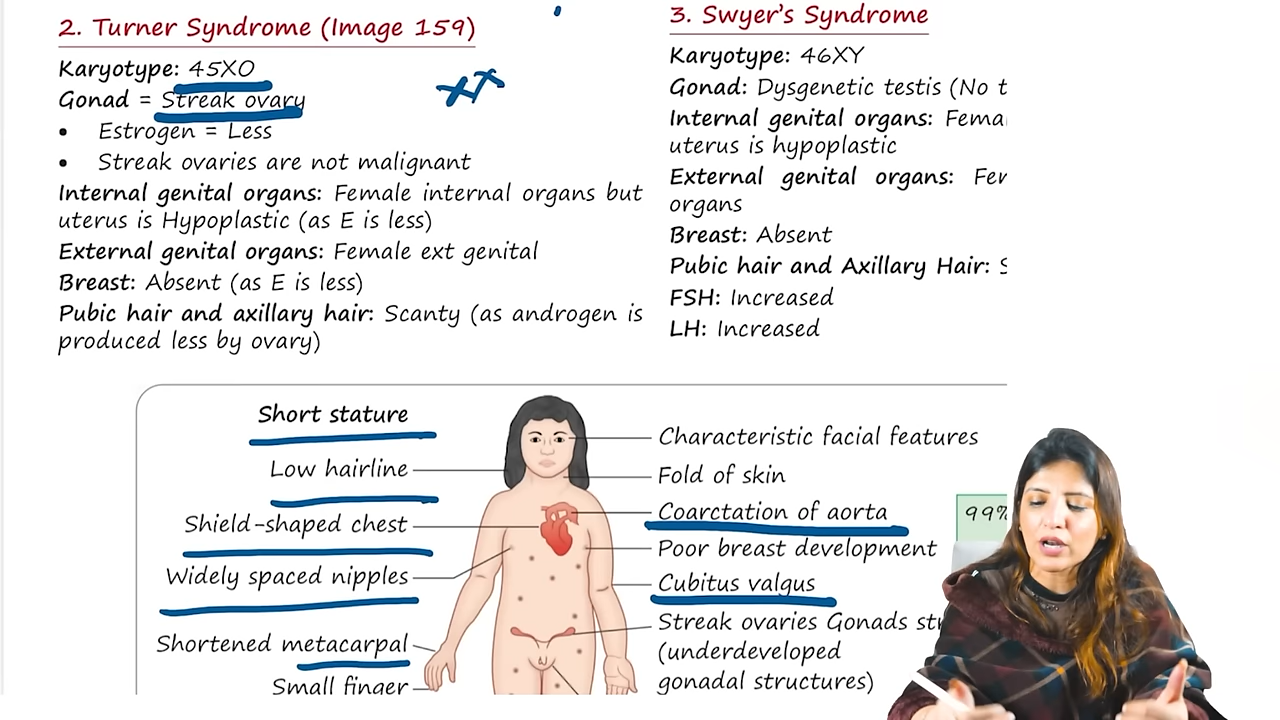 2. Turner Syndrome (Image 159)
Karyotype: 45XO
Gonad = Streak ovary
• Estrogen = Less
• Streak ovaries are not malignant
Internal genital organs: Female internal organs but
uterus is Hypoplastic (as E is less)
External genital organs: Female ext genital
Breast: Absent (as E is less)
Pubic hair and axillary hair: Scanty (as androgen is
produced less by ovary)
XX
3. Swyer's Syndrome
Karyotype: 46XY
Gonad: Dysgenetic testis (No t
Internal genital organs: Fema
uterus is hypoplastic
External genital organs: Fem
organs
Breast: Absent
Pubic hair and Axillary Hair: S
FSH: Increased
LH: Increased
Short stature
Low hairline
Shield-shaped chest
Widely spaced nipples
Shortened metacarpal
Small finger
Characteristic facial features
Fold of skin
Coarctation of aorta
Poor breast development
Cubitus valgus
Streak ovaries Gonads str
(underdeveloped
gonadal structures)
99%